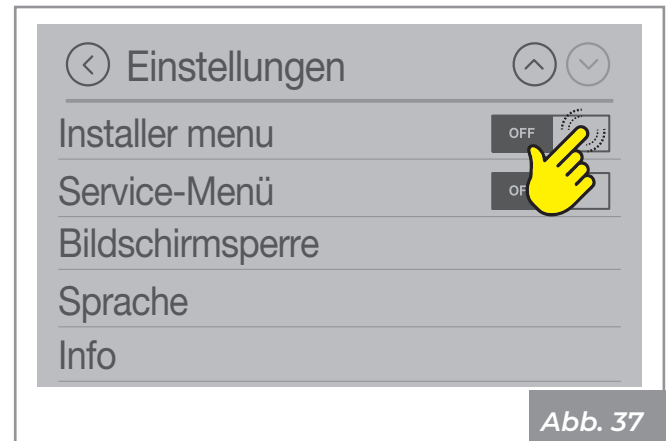 Einstellungen
Installer menu OFF
Service-Menü
Bildschirmsperre
Sprache
Info
Abb. 37